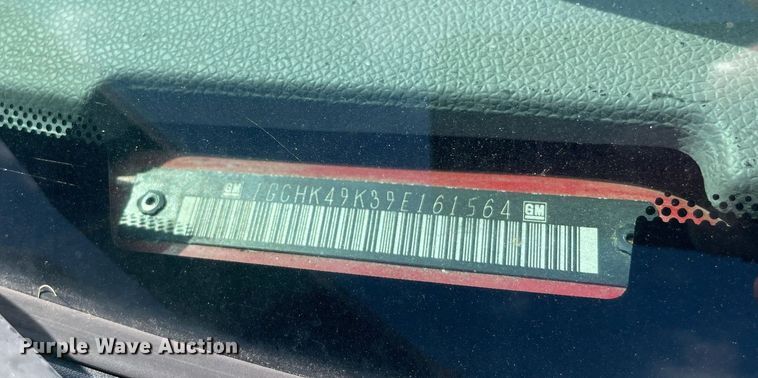 GM 1GCHK49K39E161564 GM
Purple Wave Auction